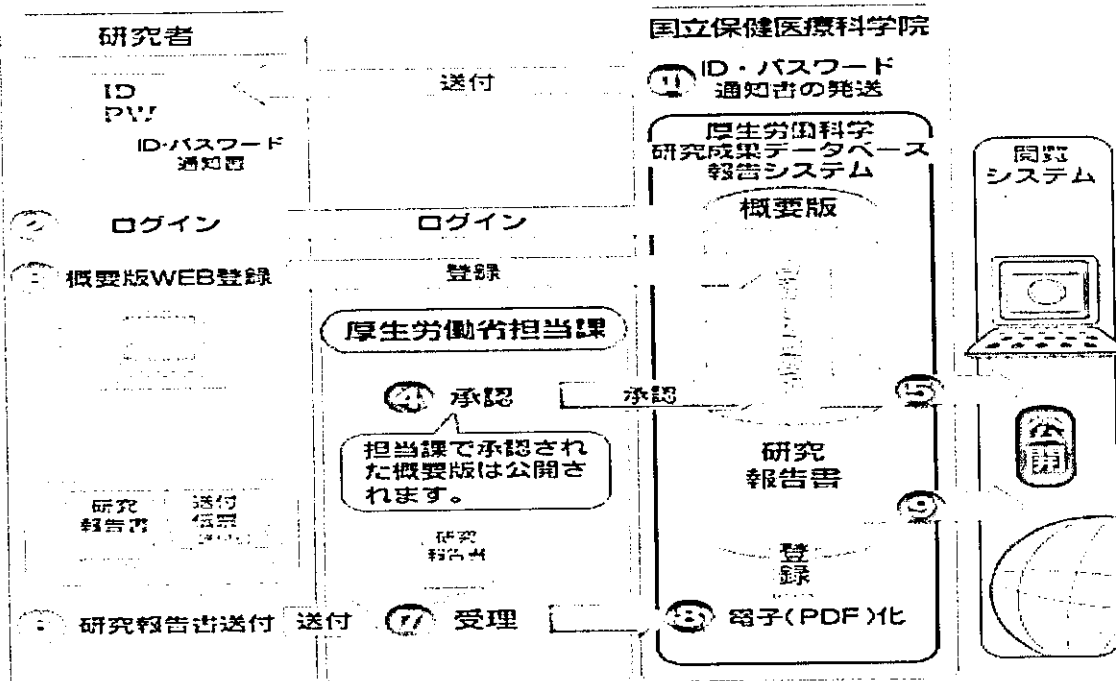 研究者
ID
PW
ID・パスワード
通知書
送付
国立保健医療科学院
① ID・パスワード
通知書の発送
厚生労働科学
研究成果データベース
報告システム
概要版
閲覧
システム
② ログイン
ログイン
概要版WEB登録
登録
厚生労働省担当課
④ 承認
承認
⑤
担当課で承認され
た概要版は公開さ
れます。
公開
研究
報告書
⑨
研究
報告書
送付
伝票
研究
報告書
登録
研究報告書送付
送付
⑦ 受理
⑧ 電子(PDF)化